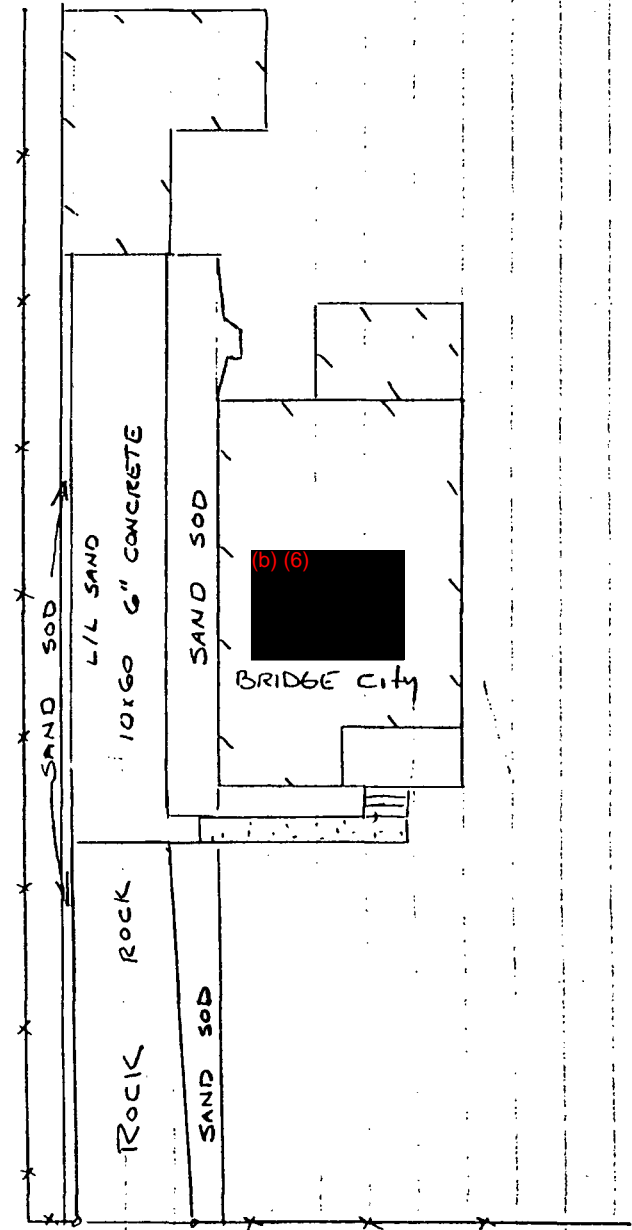 SAND SOD
L/L SAND
10x60 6" CONCRETE
SAND SOD
(b) (6)
BRIDGE City
ROCK ROCK
SAND SOD